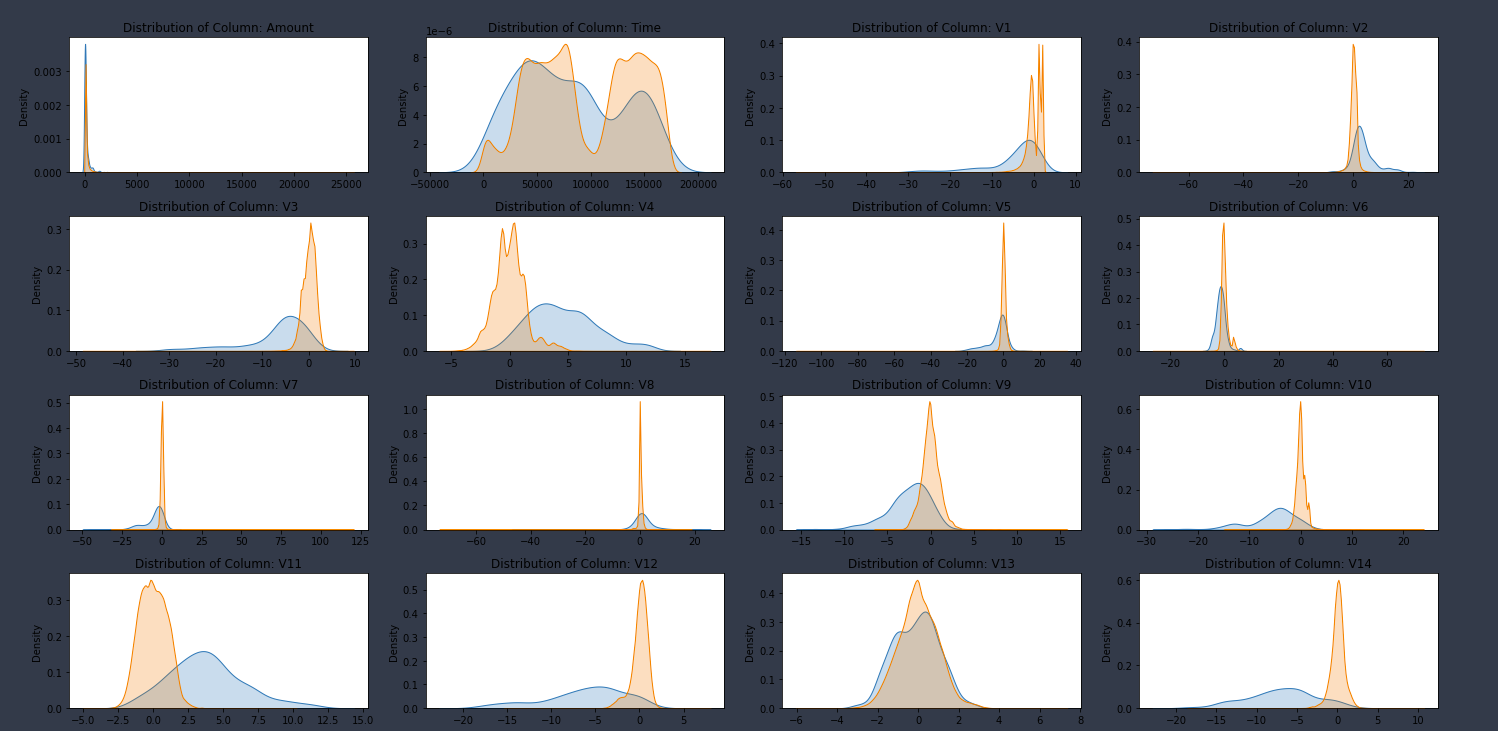 Distribution of Column: Amount
Density
0.003
0.002
0.001
0.000
0 5000 10000 15000 20000 25000
Distribution of Column: Time
1e−6
Density
8
6
4
2
0
−50000 0 50000 100000 150000 200000
Distribution of Column: V1
Density
0.4
0.3
0.2
0.1
0.0
−60 −50 −40 −30 −20 −10 0 10
Distribution of Column: V2
Density
0.4
0.3
0.2
0.1
0.0
−60 −40 −20 0 20
Distribution of Column: V3
Density
0.3
0.2
0.1
0.0
−50 −40 −30 −20 −10 0 10
Distribution of Column: V4
Density
0.3
0.2
0.1
0.0
−5 0 5 10 15
Distribution of Column: V5
Density
0.4
0.3
0.2
0.1
0.0
−120 −100 −80 −60 −40 −20 0 20 40
Distribution of Column: V6
Density
0.5
0.4
0.3
0.2
0.1
0.0
−20 0 20 40 60
Distribution of Column: V7
Density
0.5
0.4
0.3
0.2
0.1
0.0
−50 −25 0 25 50 75 100 125
Distribution of Column: V8
Density
1.0
0.8
0.6
0.4
0.2
0.0
−60 −40 −20 0 20
Distribution of Column: V9
Density
0.5
0.4
0.3
0.2
0.1
0.0
−15 −10 −5 0 5 10 15
Distribution of Column: V10
Density
0.6
0.4
0.2
0.0
−30 −20 −10 0 10 20
Distribution of Column: V11
Density
0.3
0.2
0.1
0.0
−5.0 −2.5 0.0 2.5 5.0 7.5 10.0 12.5 15.0
Distribution of Column: V12
Density
0.5
0.4
0.3
0.2
0.1
0.0
−20 −15 −10 −5 0 5
Distribution of Column: V13
Density
0.4
0.3
0.2
0.1
0.0
−6 −4 −2 0 2 4 6 8
Distribution of Column: V14
Density
0.6
0.4
0.2
0.0
−20 −15 −10 −5 0 5 10